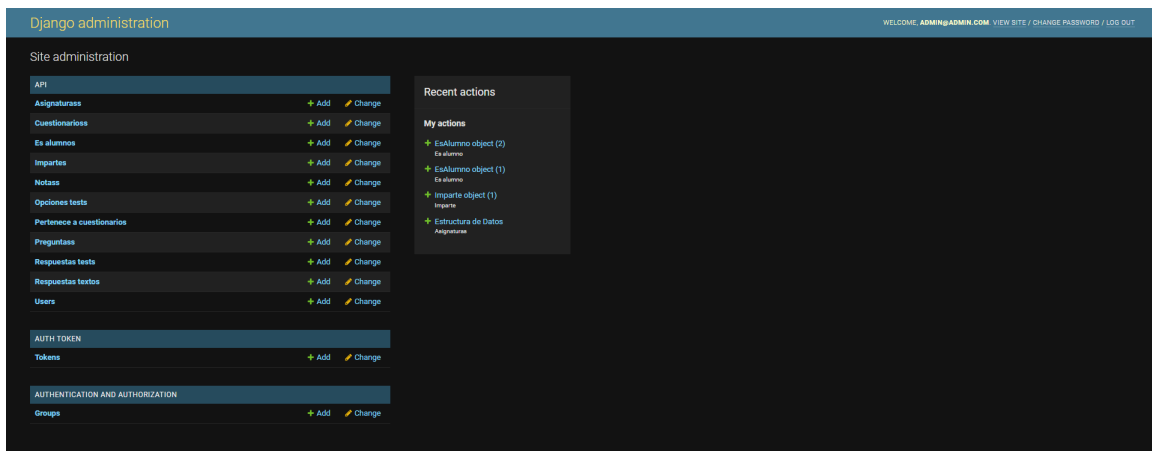 Django administration
WELCOME, ADMIN@ADMIN.COM. VIEW SITE / CHANGE PASSWORD / LOG OUT
Site administration
API
Asignaturass Add Change
Cuestionarioss Add Change
Es alumnos Add Change
Impartes Add Change
Notass Add Change
Opciones tests Add Change
Pertenece a cuestionarios Add Change
Preguntass Add Change
Respuestas tests Add Change
Respuestas textos Add Change
Users Add Change
AUTH TOKEN
Tokens Add Change
AUTHENTICATION AND AUTHORIZATION
Groups Add Change
Recent actions
My actions
EsAlumno object (2)
Es alumno
EsAlumno object (1)
Es alumno
Imparte object (1)
Imparte
Estructura de Datos
Asignaturas